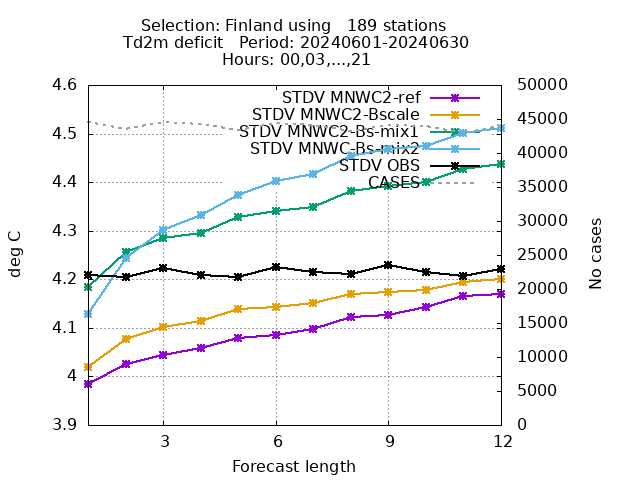 Selection: Finland using   189 stations
Td2m deficit   Period: 20240601-20240630
Hours: 00,03,...,21
4.6
4.5
4.4
4.3
4.2
4.1
4
3.9
50000
45000
40000
35000
30000
25000
20000
15000
10000
5000
0
STDV MNWC2-ref
STDV MNWC2-Bscale
STDV MNWC2-Bs-mix1
STDV MNWC-Bs-mix2
STDV OBS
CASES
deg C
No cases
3
6
9
12
Forecast length